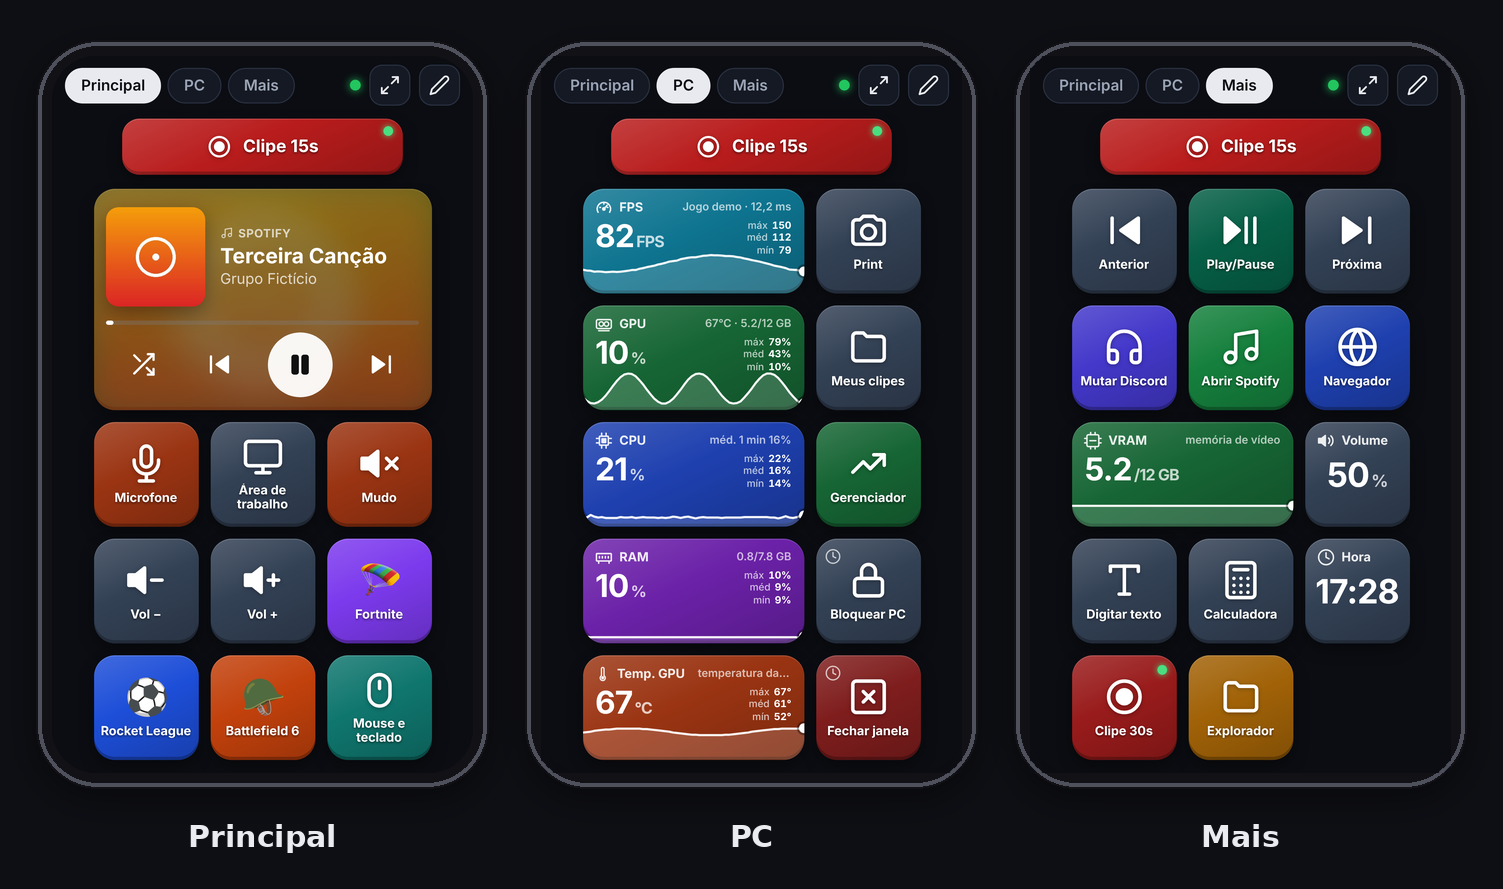 Principal PC Mais
Clipe 15s
SPOTIFY
Terceira Canção
Grupo Fictício
Microfone
Área de
trabalho
Mudo
Vol −
Vol +
Fortnite
Rocket League
Battlefield 6
Mouse e
teclado
Principal
Principal PC Mais
Clipe 15s
FPS Jogo demo · 12,2 ms
82 FPS
máx 150
méd 112
mín 79
Print
GPU 67°C · 5.2/12 GB
10 %
máx 79%
méd 43%
mín 10%
Meus clipes
CPU méd. 1 min 16%
21 %
máx 22%
méd 16%
mín 14%
Gerenciador
RAM 0.8/7.8 GB
10 %
máx 10%
méd 9%
mín 9%
Bloquear PC
Temp. GPU temperatura da...
67 °C
máx 67°
méd 61°
mín 52°
Fechar janela
PC
Principal PC Mais
Clipe 15s
Anterior
Play/Pause
Próxima
Mutar Discord
Abrir Spotify
Navegador
VRAM memória de vídeo
5.2 /12 GB
Volume
50 %
Digitar texto
Calculadora
Hora
17:28
Clipe 30s
Explorador
Mais